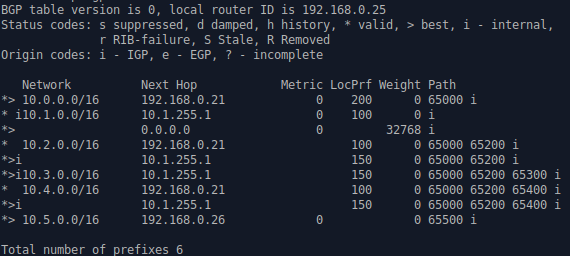 BGP table version is 0, local router ID is 192.168.0.25
Status codes: s suppressed, d damped, h history, * valid, > best, i - internal,
              r RIB-failure, S Stale, R Removed
Origin codes: i - IGP, e - EGP, ? - incomplete

   Network          Next Hop            Metric LocPrf Weight Path
*> 10.0.0.0/16      192.168.0.21             0    200      0 65000 i
* i10.1.0.0/16      10.1.255.1               0    100      0 i
*>                  0.0.0.0                  0         32768 i
*  10.2.0.0/16      192.168.0.21                  100      0 65000 65200 i
*>i                 10.1.255.1                    150      0 65000 65200 i
*>i10.3.0.0/16      10.1.255.1                    150      0 65000 65200 65300 i
*  10.4.0.0/16      192.168.0.21                  100      0 65000 65200 65400 i
*>i                 10.1.255.1                    150      0 65000 65200 65400 i
*> 10.5.0.0/16      192.168.0.26             0             0 65500 i

Total number of prefixes 6